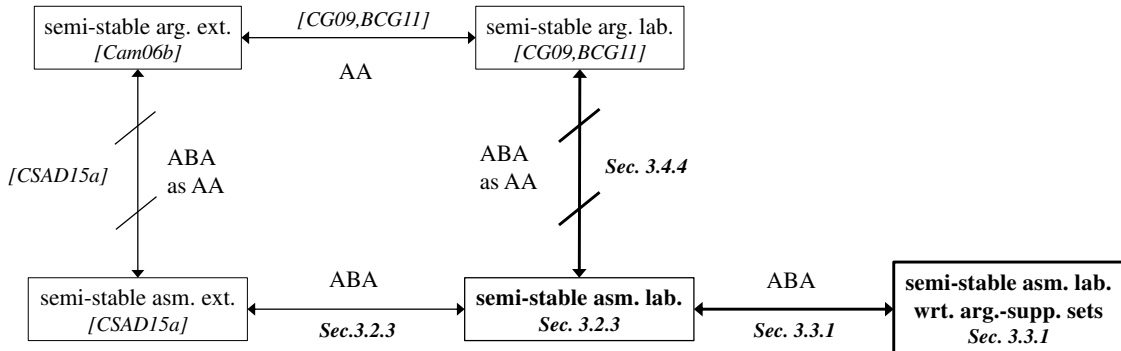 [CG09,BCG11]
semi-stable arg. ext.
[Cam06b]
semi-stable arg. lab.
[CG09,BCG11]
AA
[CSAD15a]
ABA
as AA
ABA
as AA
Sec. 3.4.4
ABA
ABA
semi-stable asm. ext.
[CSAD15a]
Sec.3.2.3
semi-stable asm. lab.
Sec. 3.2.3
Sec. 3.3.1
semi-stable asm. lab.
wrt. arg.-supp. sets
Sec. 3.3.1